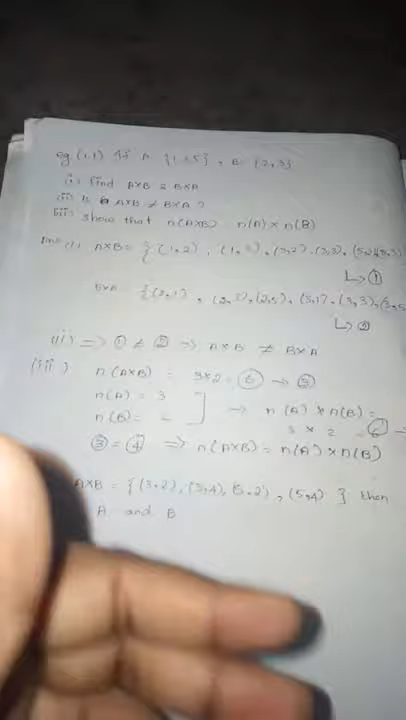 eg (1.1) If A {1,3,5}, B {2,3}
(i) find A×B & B×A
(ii) Is A×B ≠ B×A?
(iii) show that n(A×B) n(A) × n(B)
(i) A×B = {(1,2), (1,3), (3,2), (3,3), (5,2), (5,3)
↳ ①
B×A {(2,1), (2,3), (2,5), (3,1), (3,3), (3,5
↳ ②
(ii) ⇒ ① ≠ ② ⇒ A×B ≠ B×A
(iii) n(A×B) = 3×2 = ⑥ → ③
n(A) = 3
n(B) = 2 ] → n(A) × n(B) =
3 × 2 = ⑥ →
③ = ④ ⇒ n(A×B) = n(A) × n(B)
A×B = {(3,2), (3,4), (5,2), (5,4)} then
A and B